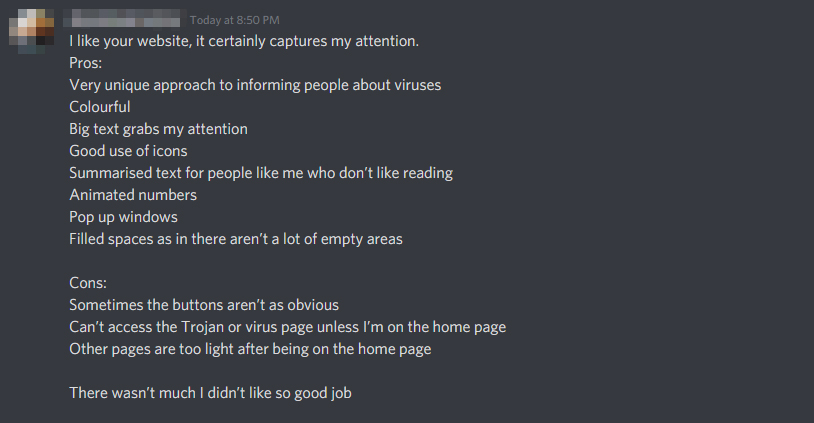 Today at 8:50 PM
I like your website, it certainly captures my attention.
Pros:
Very unique approach to informing people about viruses
Colourful
Big text grabs my attention
Good use of icons
Summarised text for people like me who don't like reading
Animated numbers
Pop up windows
Filled spaces as in there aren't a lot of empty areas
Cons:
Sometimes the buttons aren't as obvious
Can't access the Trojan or virus page unless I'm on the home page
Other pages are too light after being on the home page
There wasn't much I didn't like so good job